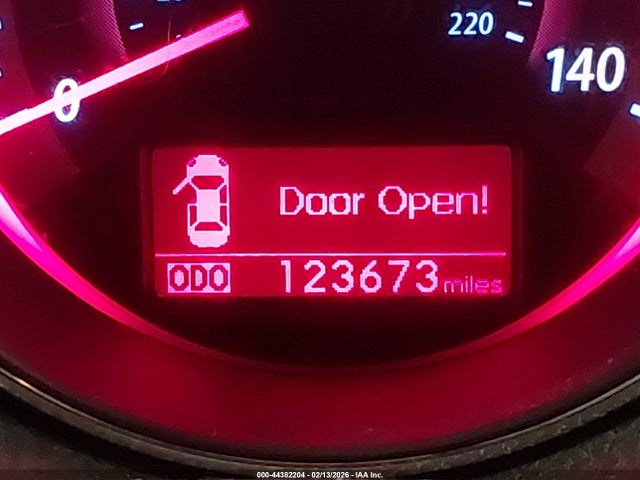 220
140
0
Door Open!
ODO 123673 miles
000-44382204 - 02/13/2026 - IAA Inc.